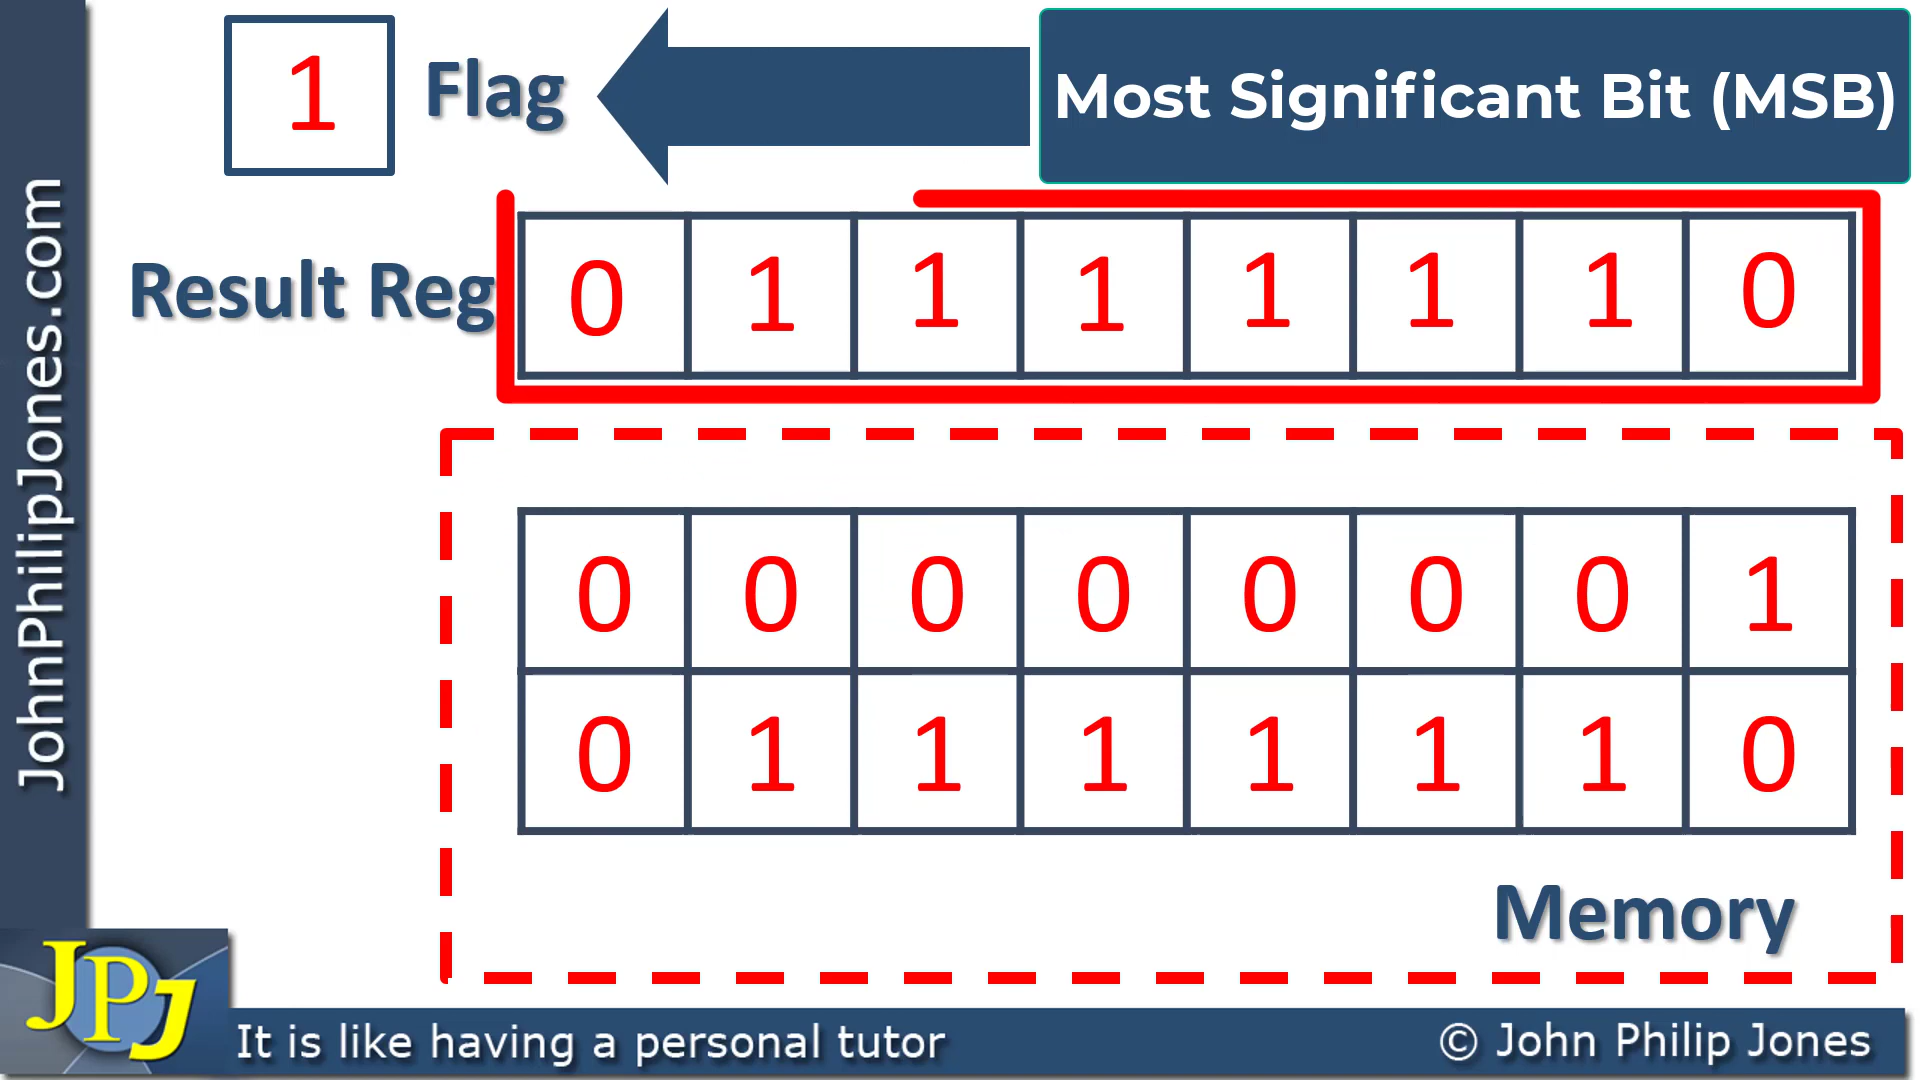 1 Flag Most Significant Bit (MSB)
Result Reg 0 1 1 1 1 1 1 0
0 0 0 0 0 0 0 1
0 1 1 1 1 1 1 0
Memory
JohnPhilipJones.com
JPJ
It is like having a personal tutor
© John Philip Jones